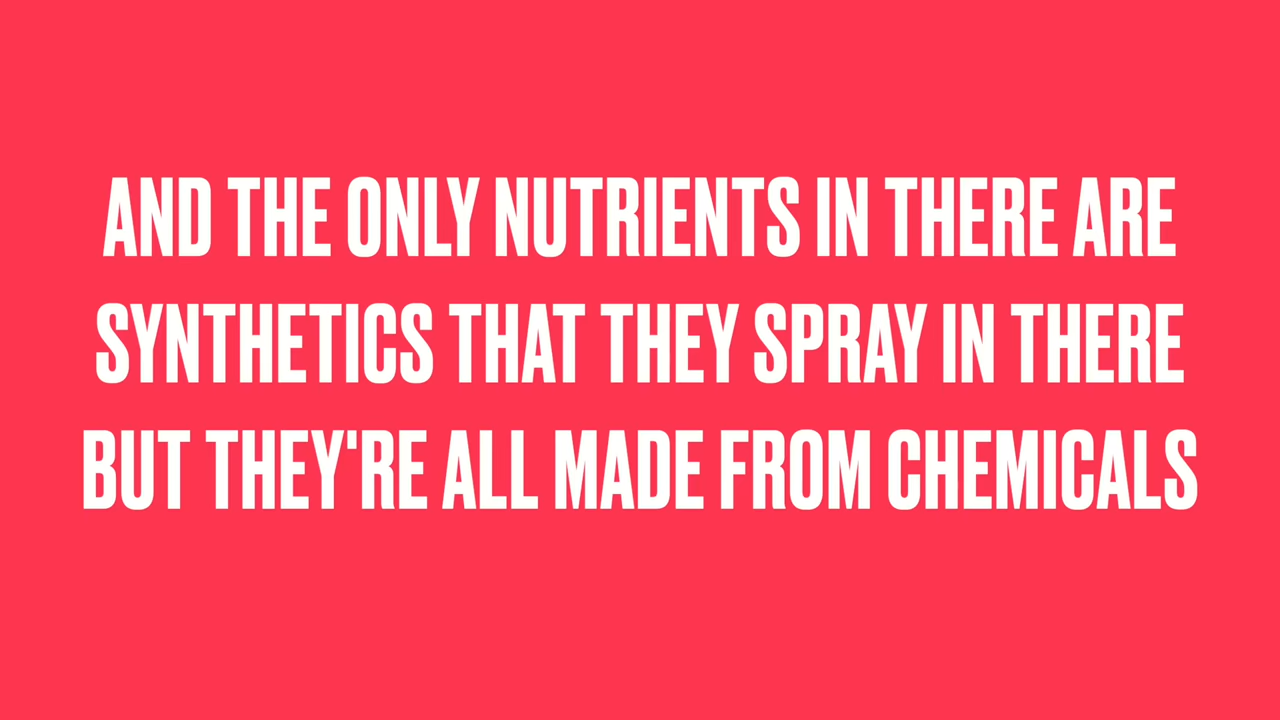 AND THE ONLY NUTRIENTS IN THERE ARE
SYNTHETICS THAT THEY SPRAY IN THERE
BUT THEY'RE ALL MADE FROM CHEMICALS